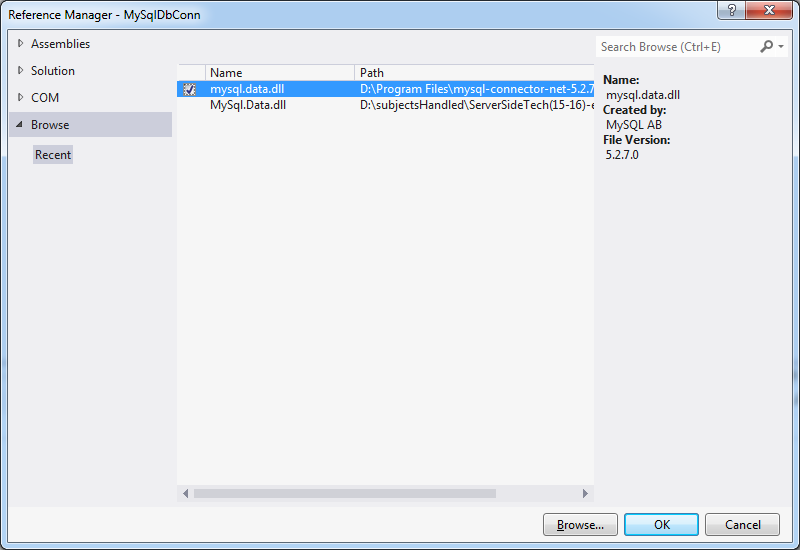 Reference Manager - MySqlDbConn
Assemblies
Solution
COM
Browse
Recent
Name Path
mysql.data.dll D:\Program Files\mysql-connector-net-5.2.7
MySql.Data.dll D:\subjectsHandled\ServerSideTech(15-16)-e
Search Browse (Ctrl+E)
Name:
mysql.data.dll
Created by:
MySQL AB
File Version:
5.2.7.0
Browse... OK Cancel